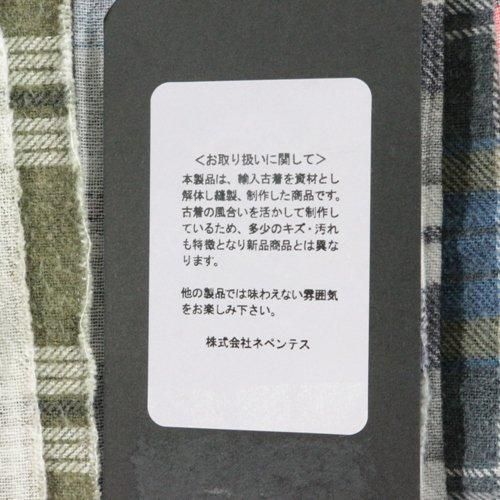 ＜お取り扱いに関して＞
本製品は、輸入古着を資材とし
解体し縫製、制作した商品です。
古着の風合いを活かして制作し
ているため、多少のキズ・汚れ
も特徴となり新品商品とは異な
ります。
他の製品では味わえない雰囲気
をお楽しみ下さい。
株式会社ネペンテス